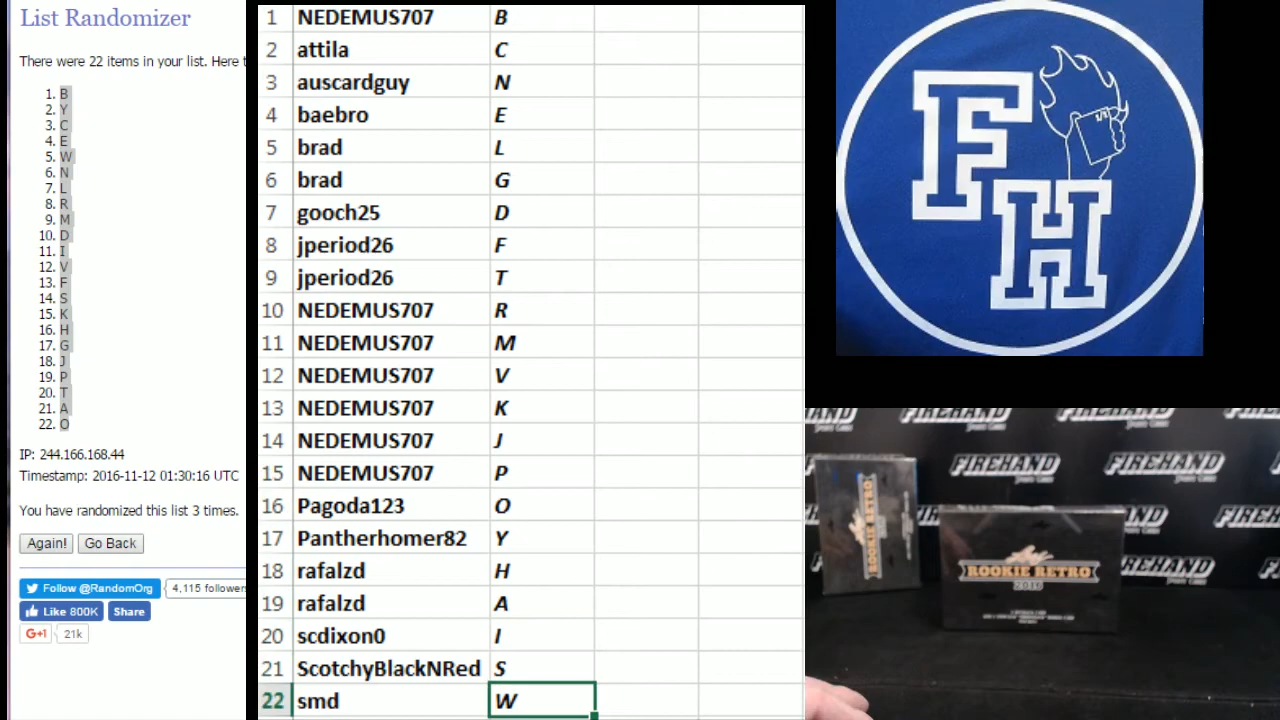 List Randomizer
There were 22 items in your list. Here t
1. B
2. Y
3. C
4. E
5. W
6. N
7. L
8. R
9. M
10. D
11. I
12. V
13. F
14. S
15. K
16. H
17. G
18. J
19. P
20. T
21. A
22. O
IP: 244.166.168.44
Timestamp: 2016-11-12 01:30:16 UTC
You have randomized this list 3 times.
Again! Go Back
Follow @RandomOrg 4,115 followers
Like 800K Share
G+1 21k
1 NEDEMUS707 B
2 attila C
3 auscardguy N
4 baebro E
5 brad L
6 brad G
7 gooch25 D
8 jperiod26 F
9 jperiod26 T
10 NEDEMUS707 R
11 NEDEMUS707 M
12 NEDEMUS707 V
13 NEDEMUS707 K
14 NEDEMUS707 J
15 NEDEMUS707 P
16 Pagoda123 O
17 Pantherhomer82 Y
18 rafalzd H
19 rafalzd A
20 scdixon0 I
21 ScotchyBlackNRed S
22 smd W
FH
1/1
FIREHAND
ROOKIE RETRO
ROOKIE RETRO
2016